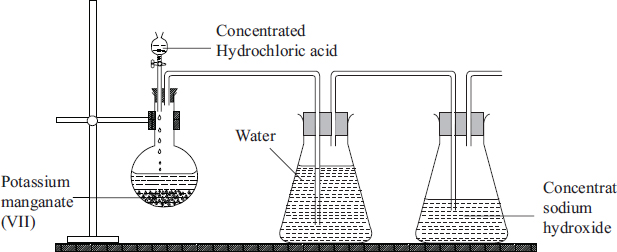 Concentrated
Hydrochloric acid
Water
Potassium
manganate
(VII)
Concentrat
sodium
hydroxide